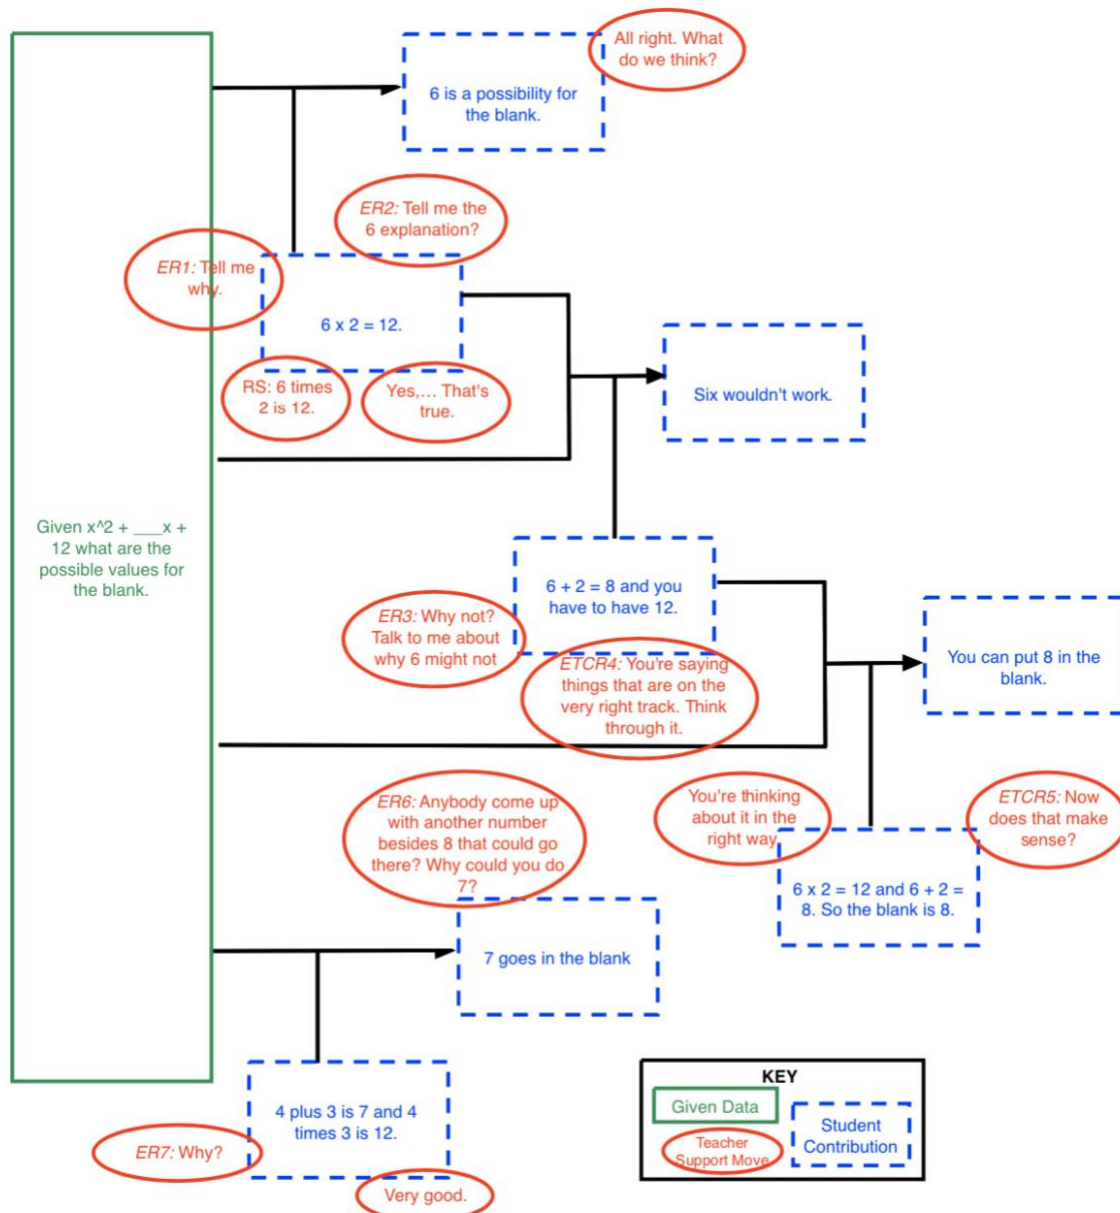 All right. What
do we think?
6 is a possibility for
the blank.
ER2: Tell me the
6 explanation?
ER1: Tell me
why.
6 x 2 = 12.
RS: 6 times
2 is 12.
Yes,... That's
true.
Six wouldn't work.
Given x^2 + ___x +
12 what are the
possible values for
the blank.
6 + 2 = 8 and you
have to have 12.
ER3: Why not?
Talk to me about
why 6 might not
ETCR4: You're saying
things that are on the
very right track. Think
through it.
You can put 8 in the
blank.
ER6: Anybody come up
with another number
besides 8 that could go
there? Why could you do
7?
You're thinking
about it in the
right way.
ETCR5: Now
does that make
sense?
6 x 2 = 12 and 6 + 2 =
8. So the blank is 8.
7 goes in the blank
4 plus 3 is 7 and 4
times 3 is 12.
ER7: Why?
Very good.
KEY
Given Data
Student
Contribution
Teacher
Support Move